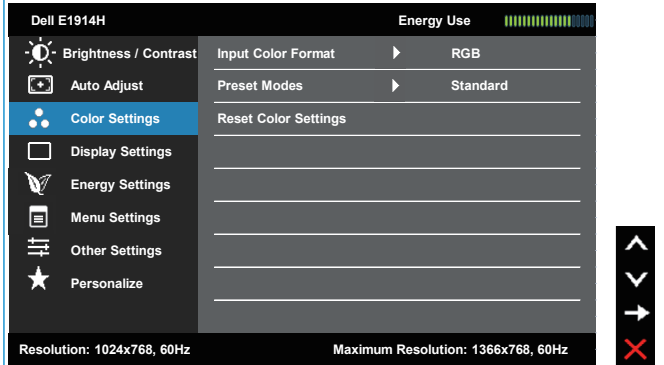 Dell E1914H Energy Use
Brightness / Contrast Input Color Format RGB
Auto Adjust Preset Modes Standard
Color Settings Reset Color Settings
Display Settings
Energy Settings
Menu Settings
Other Settings
Personalize
Resolution: 1024x768, 60Hz Maximum Resolution: 1366x768, 60Hz